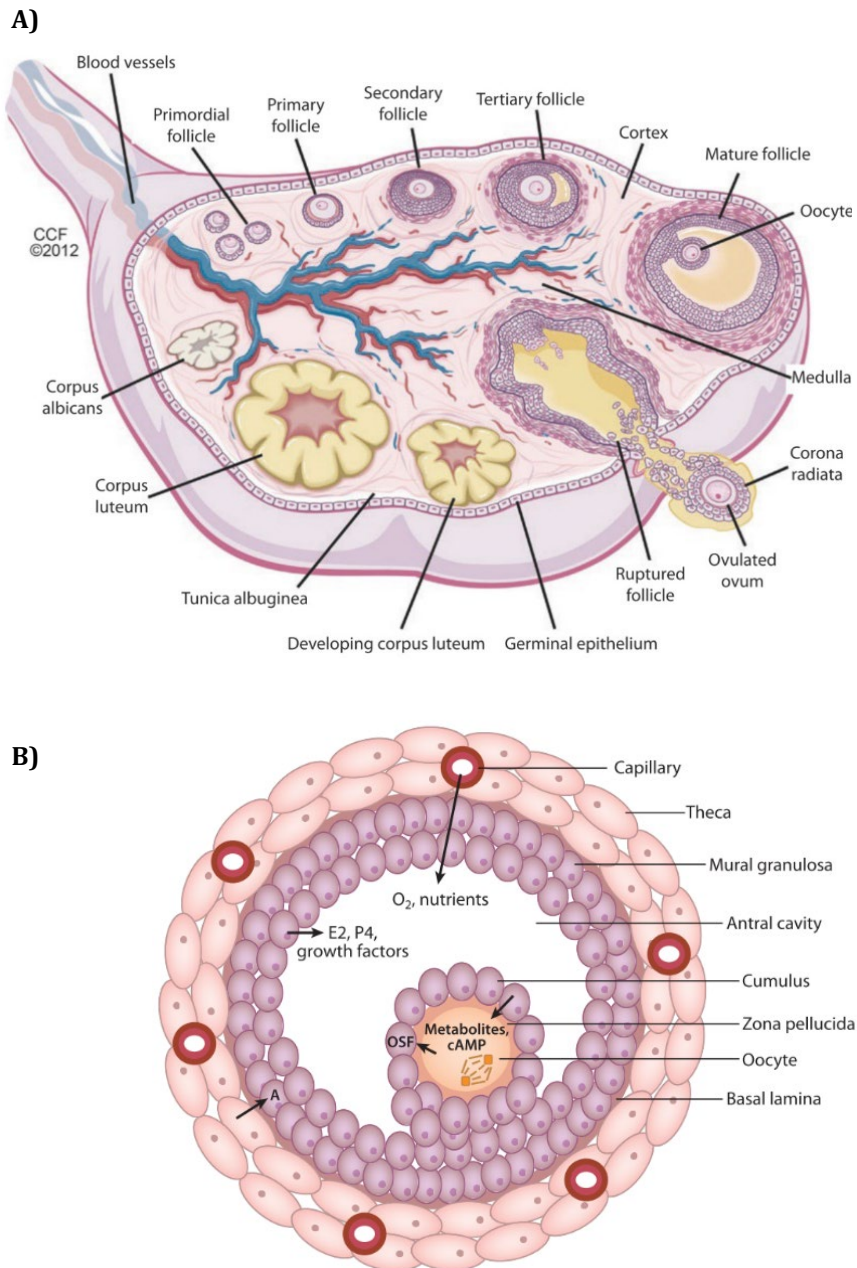 A)
Blood vessels
Primordial
follicle
Primary
follicle
Secondary
follicle
Tertiary follicle
Cortex
Mature follicle
Oocyte
CCF
©2012
Medulla
Corpus
albicans
Corona
radiata
Corpus
luteum
Ovulated
ovum
Ruptured
follicle
Tunica albuginea
Developing corpus luteum
Germinal epithelium
B)
Capillary
Theca
Mural granulosa
O2, nutrients
Antral cavity
E2, P4,
growth factors
Cumulus
Zona pellucida
Metabolites,
cAMP
OSF
Oocyte
A
Basal lamina